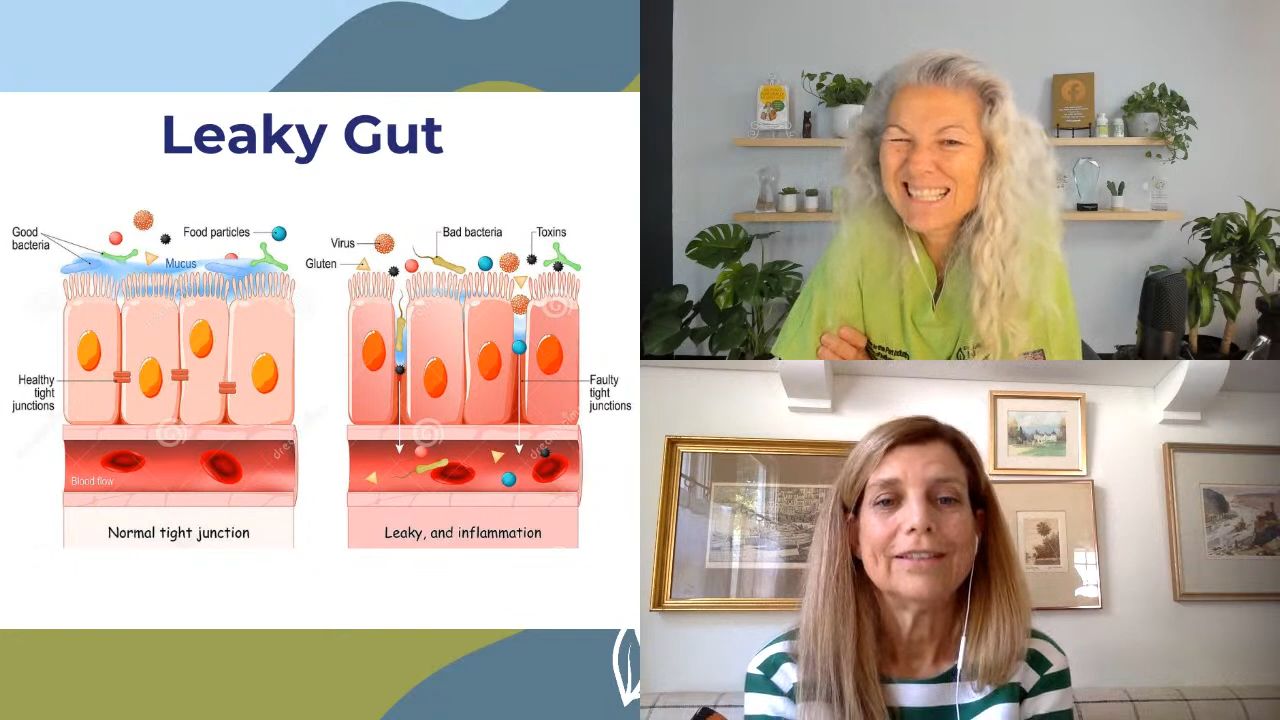 Leaky Gut
Good
bacteria
Food particles
Mucus
Healthy
tight
junctions
Blood flow
Normal tight junction
Virus
Bad bacteria
Toxins
Gluten
Faulty
tight
junctions
Leaky, and inflammation